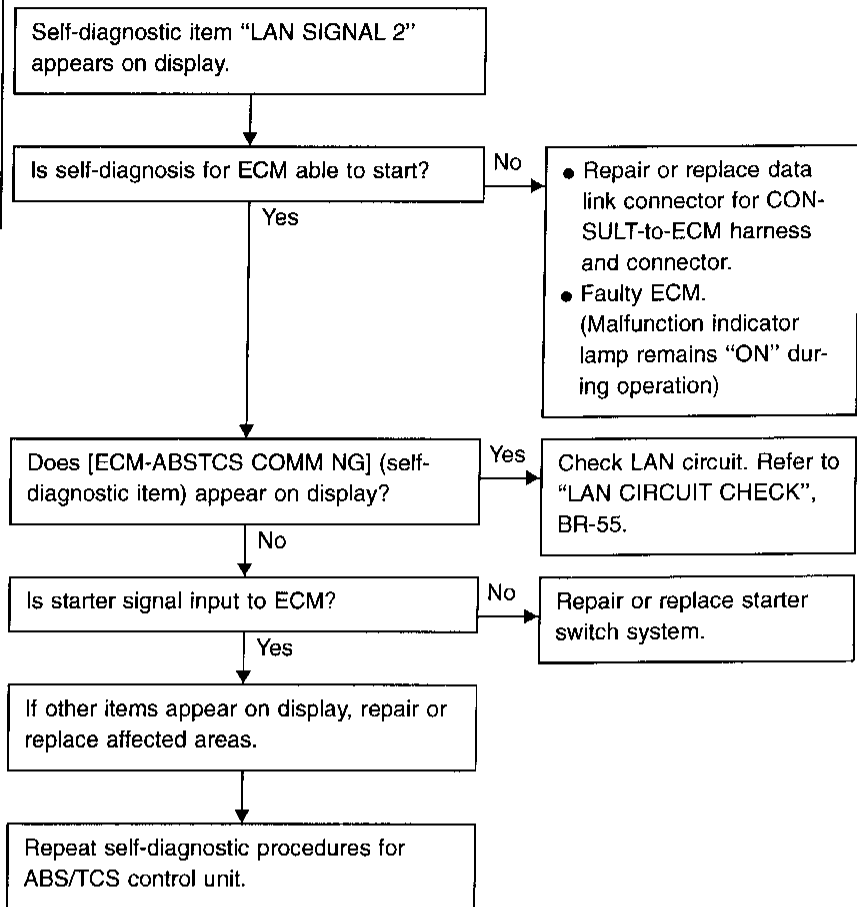 Self-diagnostic item “LAN SIGNAL 2”
appears on display.
Is self-diagnosis for ECM able to start?
No
● Repair or replace data
link connector for CON-
SULT-to-ECM harness
and connector.
● Faulty ECM.
(Malfunction indicator
lamp remains “ON” dur-
ing operation)
Yes
Does [ECM-ABSTCS COMM NG] (self-
diagnostic item) appear on display?
Yes
Check LAN circuit. Refer to
“LAN CIRCUIT CHECK”,
BR-55.
No
Is starter signal input to ECM?
No
Repair or replace starter
switch system.
Yes
If other items appear on display, repair or
replace affected areas.
Repeat self-diagnostic procedures for
ABS/TCS control unit.